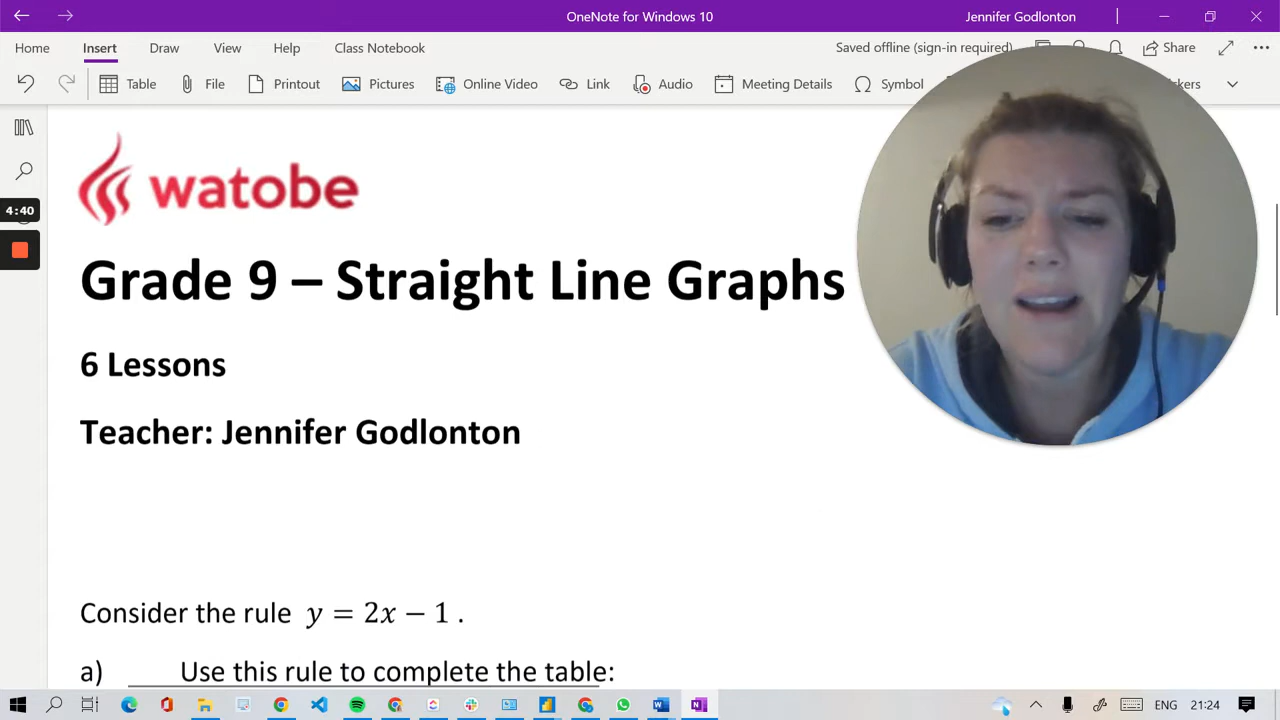 OneNote for Windows 10
Jennifer Godlonton
Home Insert Draw View Help Class Notebook
Saved offline (sign-in required) Share
Table File Printout Pictures Online Video Link Audio Meeting Details Symbol
4:40
watobe
Grade 9 – Straight Line Graphs
6 Lessons
Teacher: Jennifer Godlonton
Consider the rule y = 2x − 1 .
a) Use this rule to complete the table:
ENG 21:24